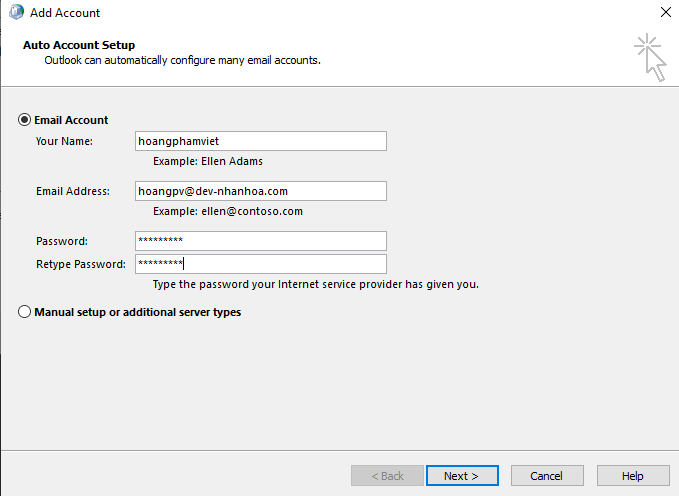 Add Account
Auto Account Setup
Outlook can automatically configure many email accounts.
Email Account
Your Name: hoangphamviet
Example: Ellen Adams
Email Address: hoangpv@dev-nhanhoa.com
Example: ellen@contoso.com
Password: *********
Retype Password: *********
Type the password your Internet service provider has given you.
Manual setup or additional server types
< Back Next > Cancel Help